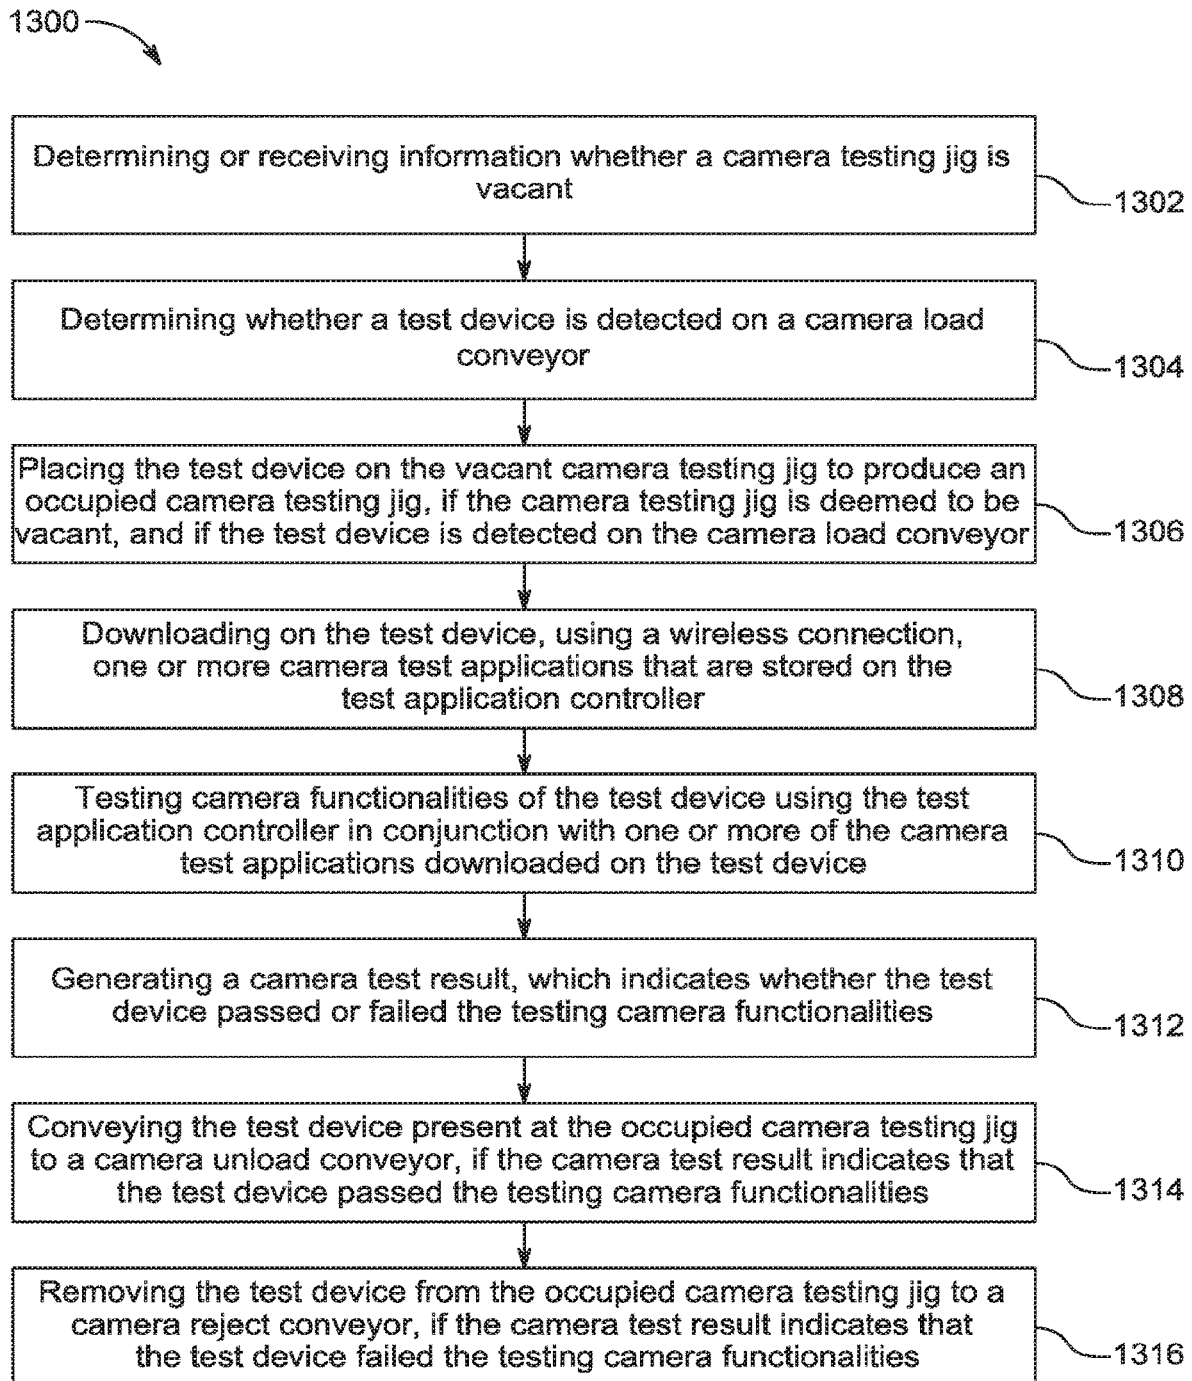 1300
Determining or receiving information whether a camera testing jig is
vacant
1302
Determining whether a test device is detected on a camera load
conveyor
1304
Placing the test device on the vacant camera testing jig to produce an
occupied camera testing jig, if the camera testing jig is deemed to be
vacant, and if the test device is detected on the camera load conveyor
1306
Downloading on the test device, using a wireless connection,
one or more camera test applications that are stored on the
test application controller
1308
Testing camera functionalities of the test device using the test
application controller in conjunction with one or more of the camera
test applications downloaded on the test device
1310
Generating a camera test result, which indicates whether the test
device passed or failed the testing camera functionalities
1312
Conveying the test device present at the occupied camera testing jig
to a camera unload conveyor, if the camera test result indicates that
the test device passed the testing camera functionalities
1314
Removing the test device from the occupied camera testing jig to a
camera reject conveyor, if the camera test result indicates that
the test device failed the testing camera functionalities
1316